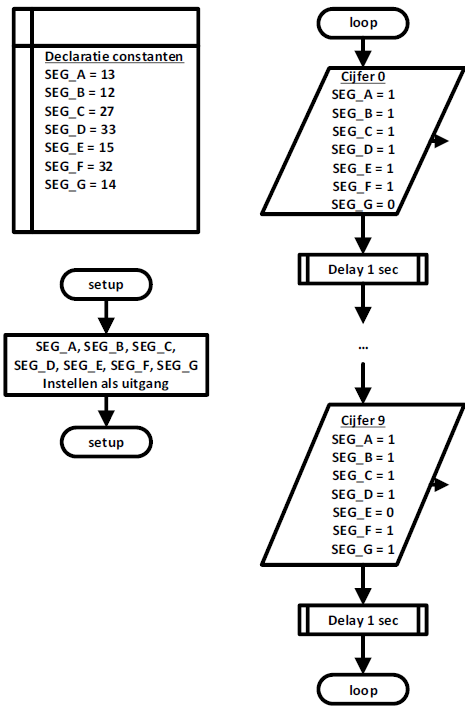 Declaratie constanten
SEG_A = 13
SEG_B = 12
SEG_C = 27
SEG_D = 33
SEG_E = 15
SEG_F = 32
SEG_G = 14
setup
SEG_A, SEG_B, SEG_C,
SEG_D, SEG_E, SEG_F, SEG_G
Instellen als uitgang
setup
loop
Cijfer 0
SEG_A = 1
SEG_B = 1
SEG_C = 1
SEG_D = 1
SEG_E = 1
SEG_F = 1
SEG_G = 0
Delay 1 sec
...
Cijfer 9
SEG_A = 1
SEG_B = 1
SEG_C = 1
SEG_D = 1
SEG_E = 0
SEG_F = 1
SEG_G = 1
Delay 1 sec
loop